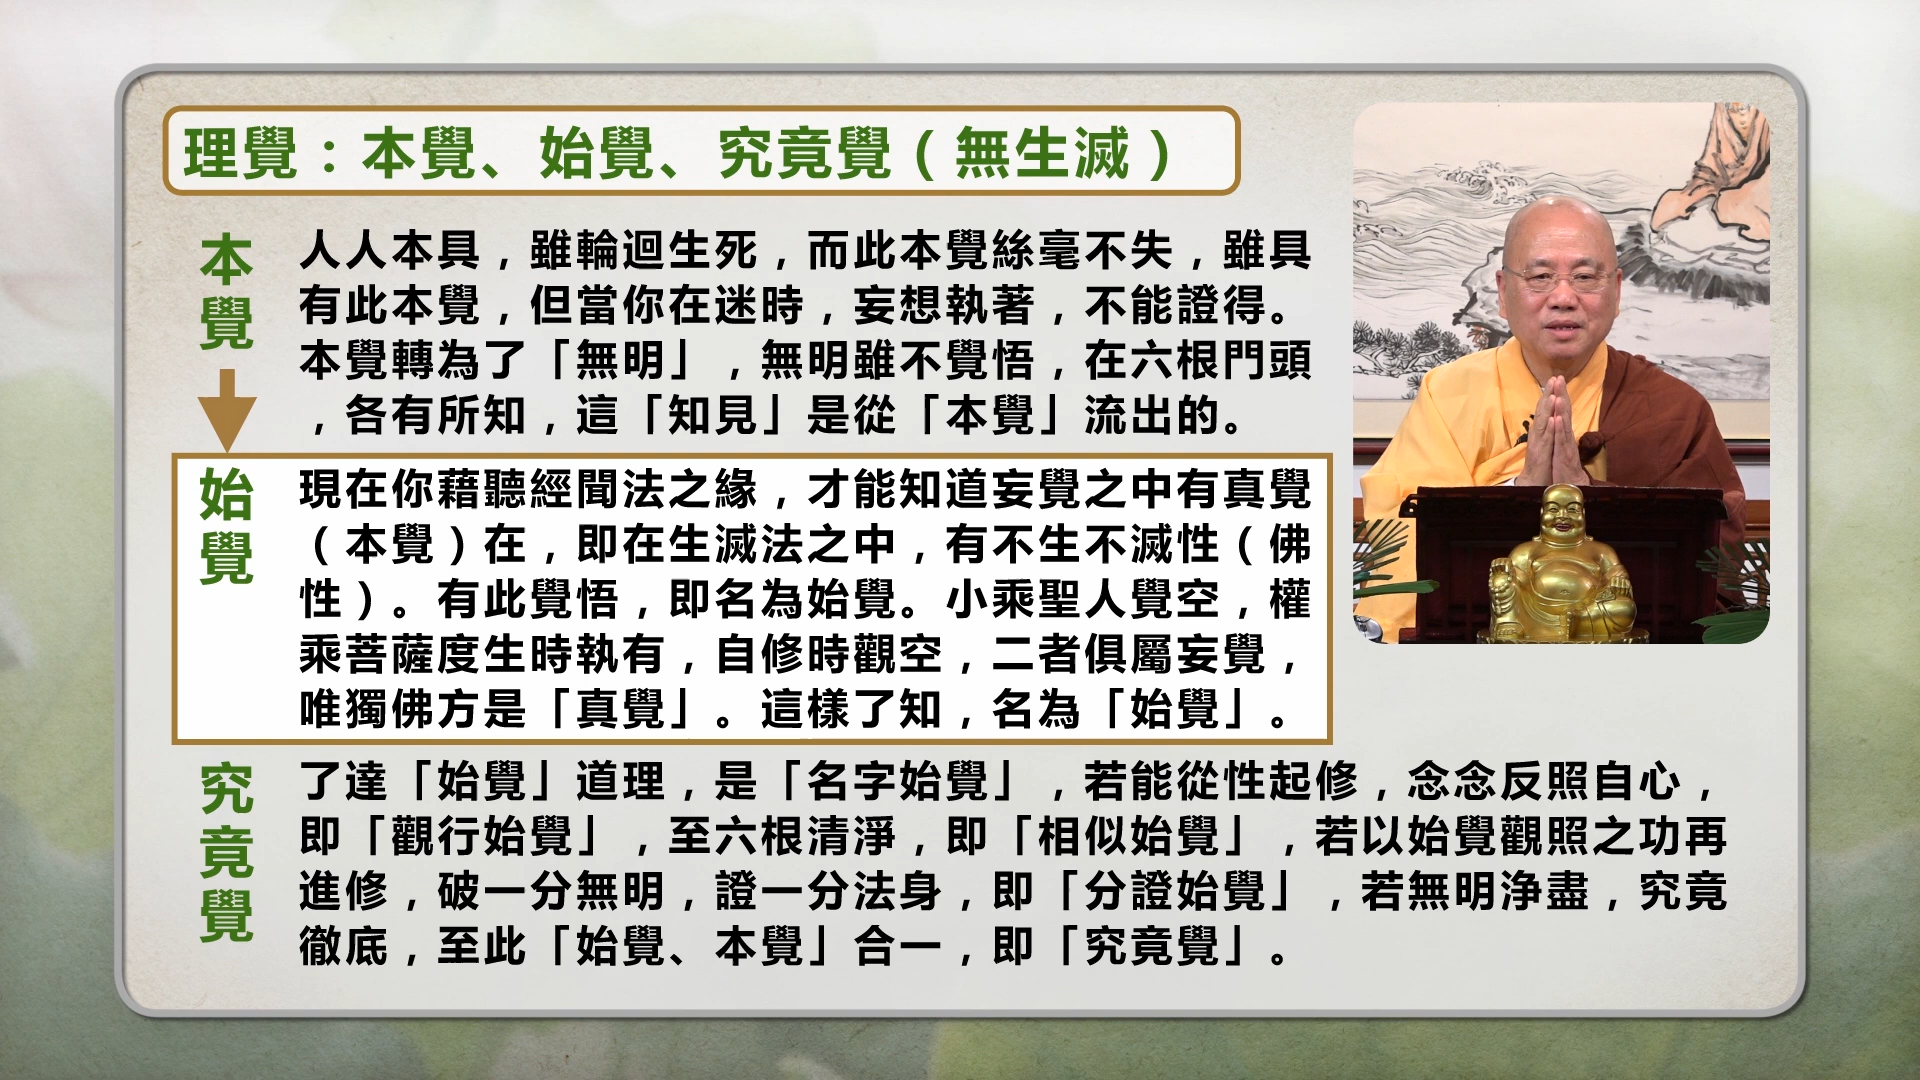 理覺：本覺、始覺、究竟覺（無生滅）
本覺
人人本具，雖輪迴生死，而此本覺絲毫不失，雖具
有此本覺，但當你在迷時，妄想執著，不能證得。
本覺轉為了「無明」，無明雖不覺悟，在六根門頭
，各有所知，這「知見」是從「本覺」流出的。
始覺
現在你藉聽經聞法之緣，才能知道妄覺之中有真覺
（本覺）在，即在生滅法之中，有不生不滅性（佛
性）。有此覺悟，即名為始覺。小乘聖人覺空，權
乘菩薩度生時執有，自修時觀空，二者俱屬妄覺，
唯獨佛方是「真覺」。這樣了知，名為「始覺」。
究竟覺
了達「始覺」道理，是「名字始覺」，若能從性起修，念念反照自心，
即「觀行始覺」，至六根清淨，即「相似始覺」，若以始覺觀照之功再
進修，破一分無明，證一分法身，即「分證始覺」，若無明浄盡，究竟
徹底，至此「始覺、本覺」合一，即「究竟覺」。